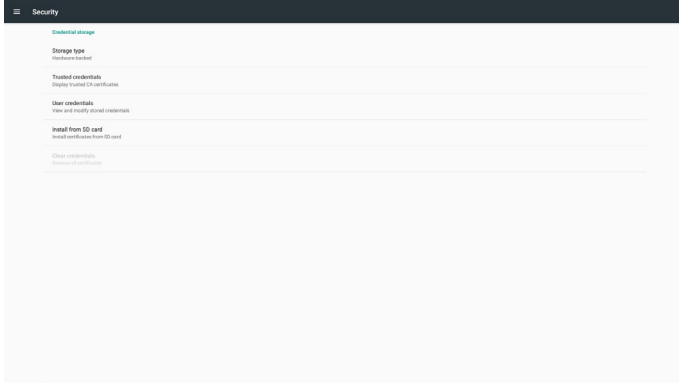 Security
Credential storage
Storage type
Hardware-backed
Trusted credentials
Display trusted CA certificates
User credentials
View and modify stored credentials
Install from SD card
Install certificates from SD card
Clear credentials
Remove all certificates